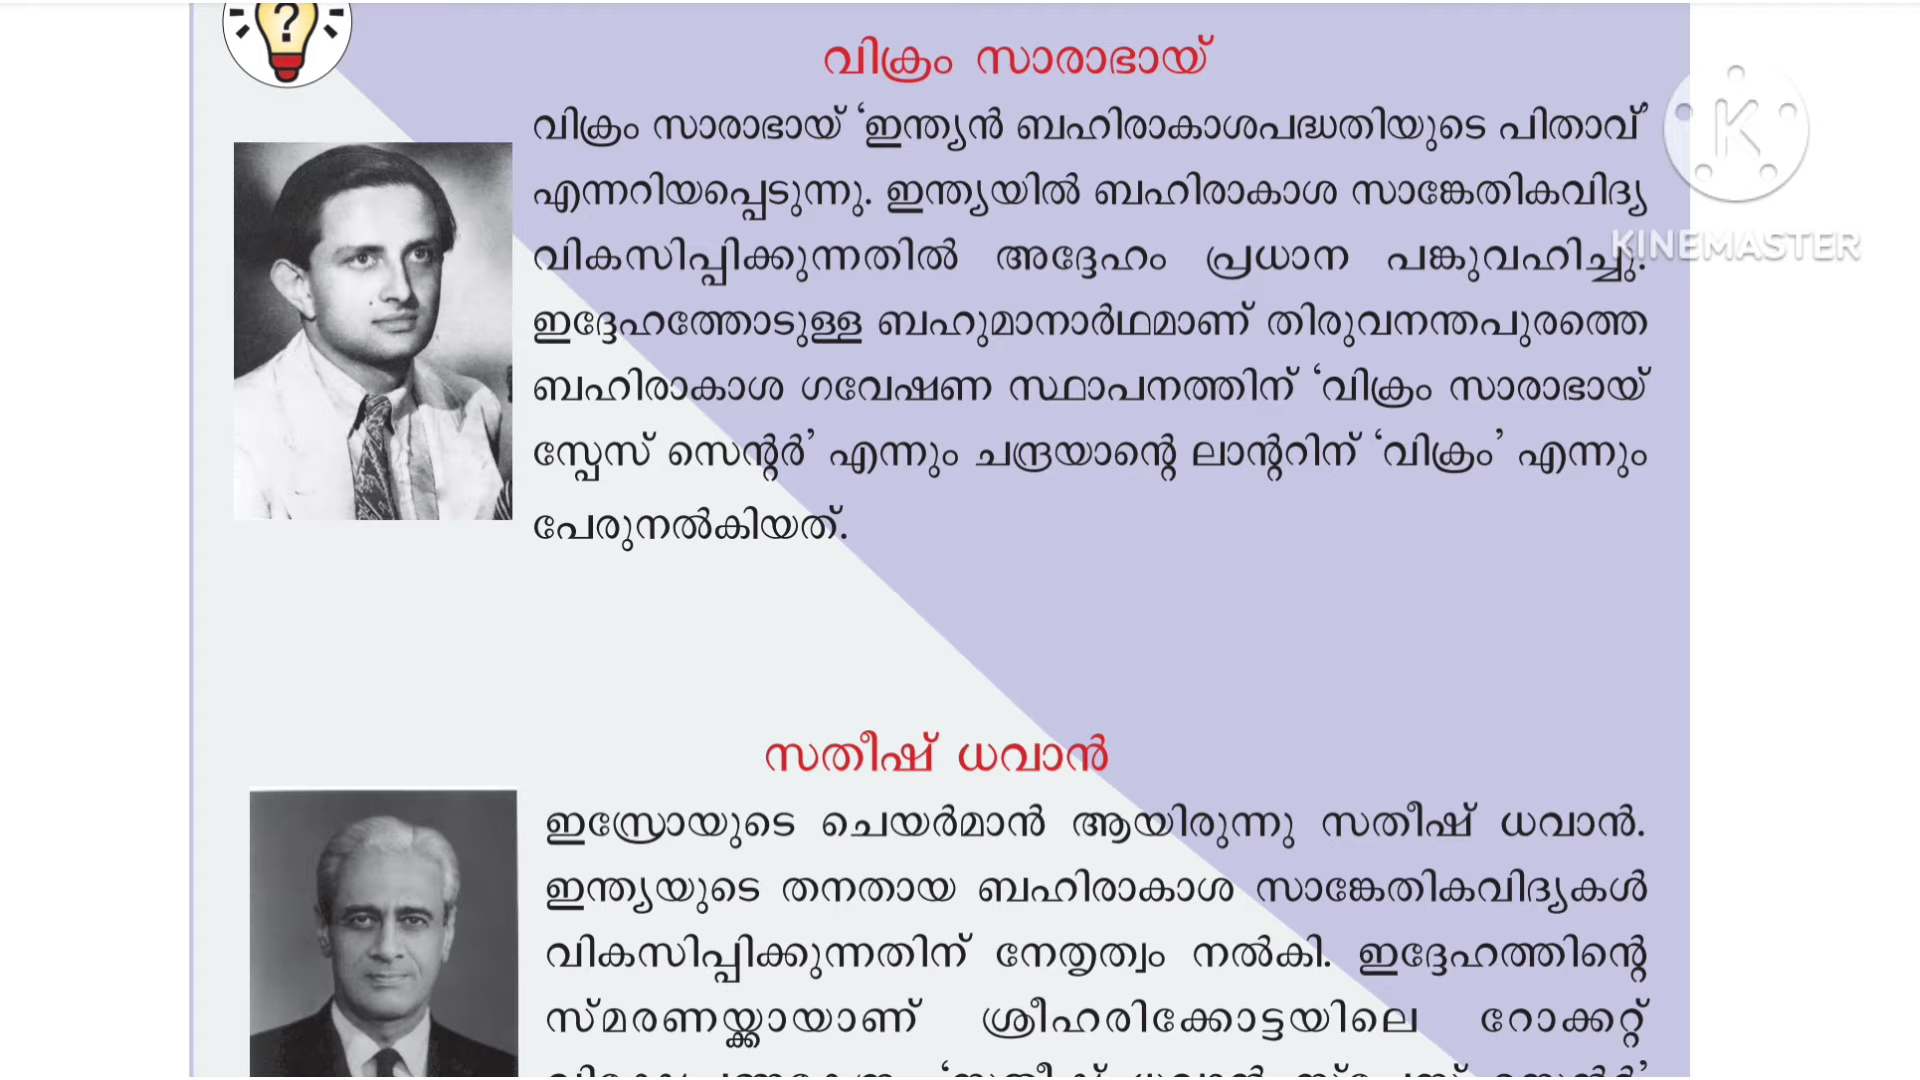 ?
വിക്രം സാരാഭായ്
വിക്രം സാരാഭായ് ‘ഇന്ത്യൻ ബഹിരാകാശപദ്ധതിയുടെ പിതാവ്’
എന്നറിയപ്പെടുന്നു. ഇന്ത്യയിൽ ബഹിരാകാശ സാങ്കേതികവിദ്യ
വികസിപ്പിക്കുന്നതിൽ അദ്ദേഹം പ്രധാന പങ്കുവഹിച്ചു.
ഇദ്ദേഹത്തോടുള്ള ബഹുമാനാർഥമാണ് തിരുവനന്തപുരത്തെ
ബഹിരാകാശ ഗവേഷണ സ്ഥാപനത്തിന് ‘വിക്രം സാരാഭായ്
സ്പേസ് സെന്റർ’ എന്നും ചന്ദ്രയാന്റെ ലാന്ററിന് ‘വിക്രം’ എന്നും
പേരുനൽകിയത്.
K
KINEMASTER
സതീഷ് ധവാൻ
ഇസ്രോയുടെ ചെയർമാൻ ആയിരുന്നു സതീഷ് ധവാൻ.
ഇന്ത്യയുടെ തനതായ ബഹിരാകാശ സാങ്കേതികവിദ്യകൾ
വികസിപ്പിക്കുന്നതിന് നേതൃത്വം നൽകി. ഇദ്ദേഹത്തിന്റെ
സ്മരണയ്ക്കായാണ് ശ്രീഹരിക്കോട്ടയിലെ റോക്കറ്റ്